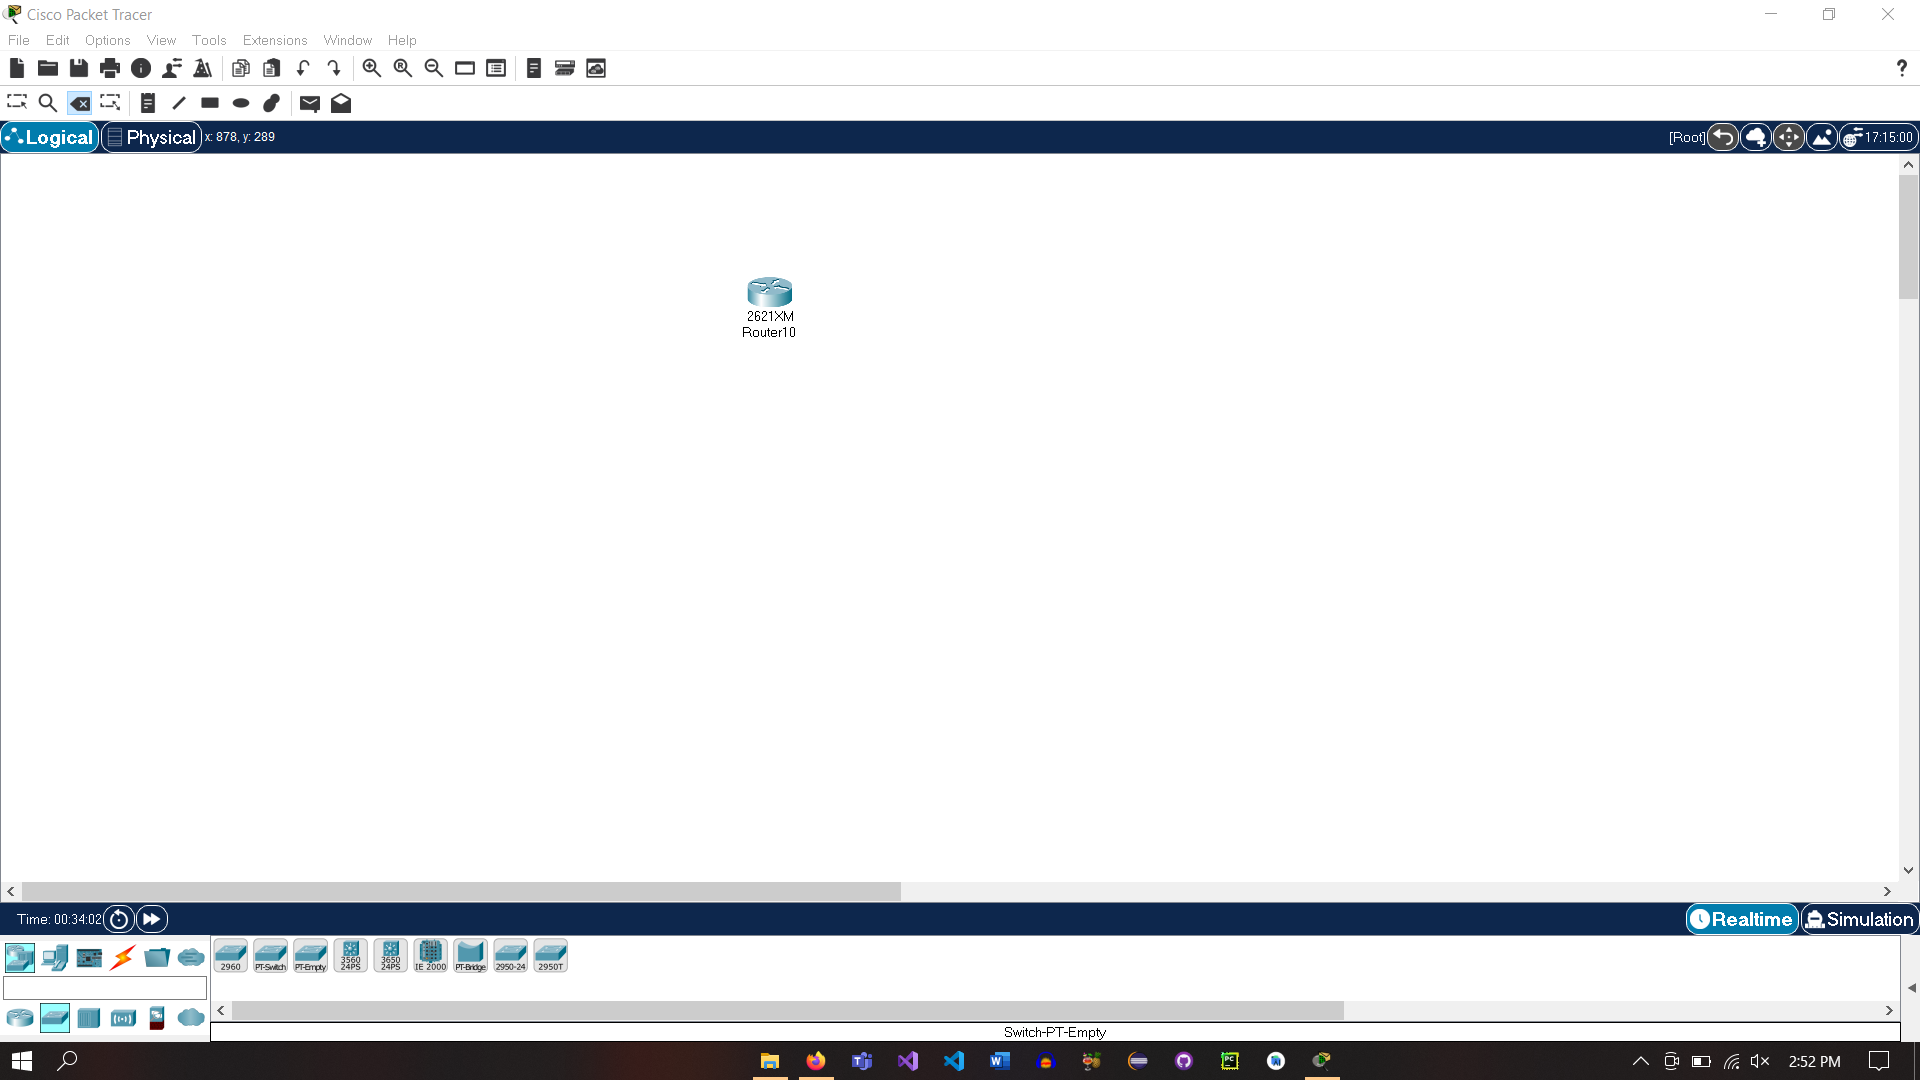 Cisco Packet Tracer
File Edit Options View Tools Extensions Window Help
Logical Physical x: 878, y: 289 [Root] 17:15:00
2621XM
Router10
Time: 00:34:02 Realtime Simulation
2960 PT-Switch PT-Empty 3560 24PS 3650 24PS IE 2000 PT-Bridge 2950-24 2950T
Switch-PT-Empty
2:52 PM